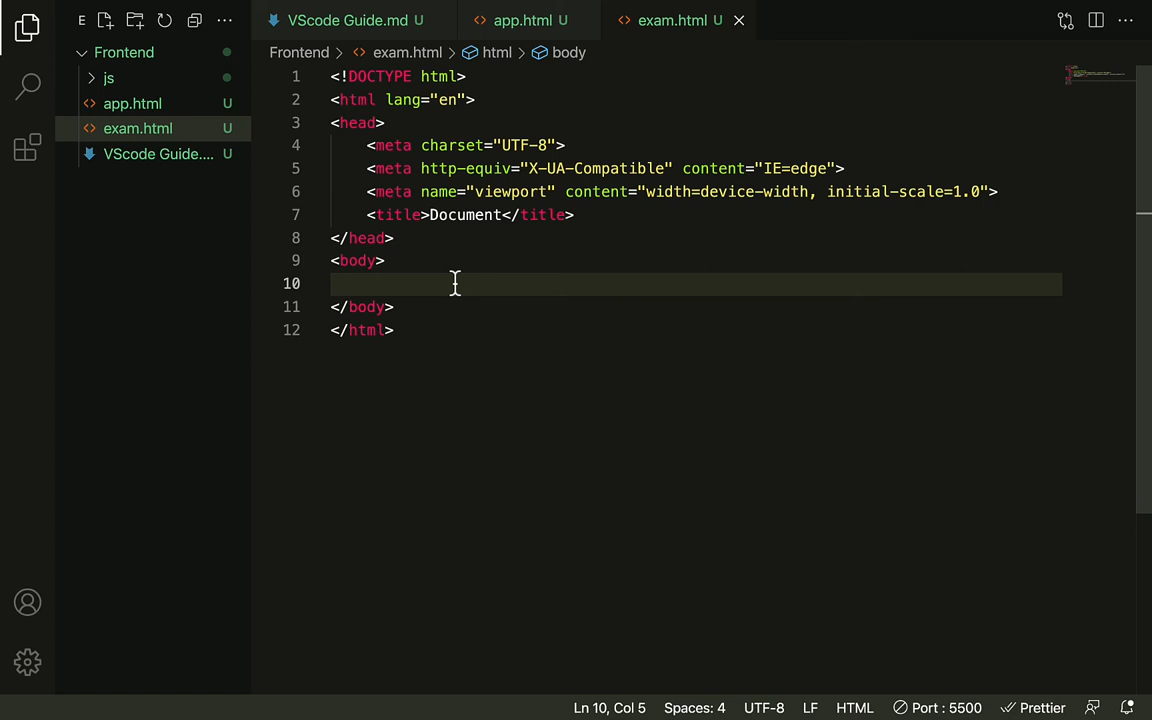 E
VScode Guide.md U
app.html U
exam.html U
Frontend
Frontend > exam.html > html > body
js
app.html U
exam.html U
VScode Guide.... U
1 <!DOCTYPE html>
2 <html lang="en">
3 <head>
4 <meta charset="UTF-8">
5 <meta http-equiv="X-UA-Compatible" content="IE=edge">
6 <meta name="viewport" content="width=device-width, initial-scale=1.0">
7 <title>Document</title>
8 </head>
9 <body>
10
11 </body>
12 </html>
Ln 10, Col 5 Spaces: 4 UTF-8 LF HTML Port : 5500 Prettier